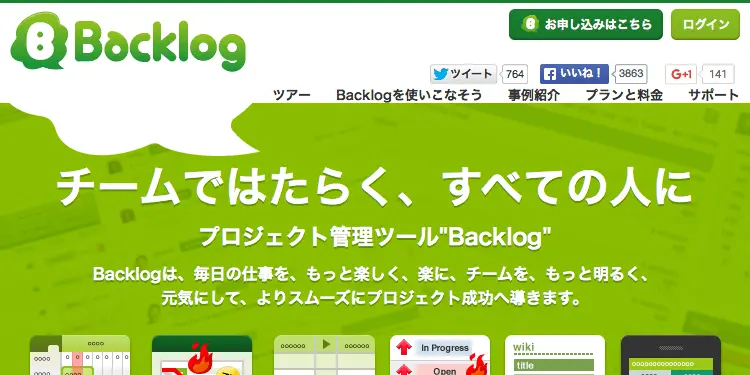 Backlog
お申し込みはこちら
ログイン
ツイート 764
いいね！ 3863
G+1 141
ツアー Backlogを使いこなそう 事例紹介 プランと料金 サポート
チームではたらく、すべての人に
プロジェクト管理ツール"Backlog"
Backlogは、毎日の仕事を、もっと楽しく、楽に、チームを、もっと明るく、
元気にして、よりスムーズにプロジェクト成功へ導きます。
In Progress
Open
wiki
title